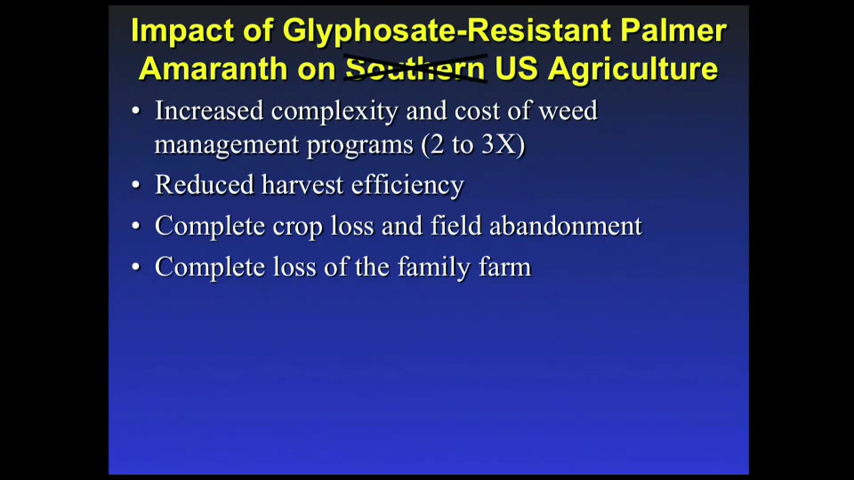 Impact of Glyphosate-Resistant Palmer
Amaranth on Southern US Agriculture
• Increased complexity and cost of weed
management programs (2 to 3X)
• Reduced harvest efficiency
• Complete crop loss and field abandonment
• Complete loss of the family farm